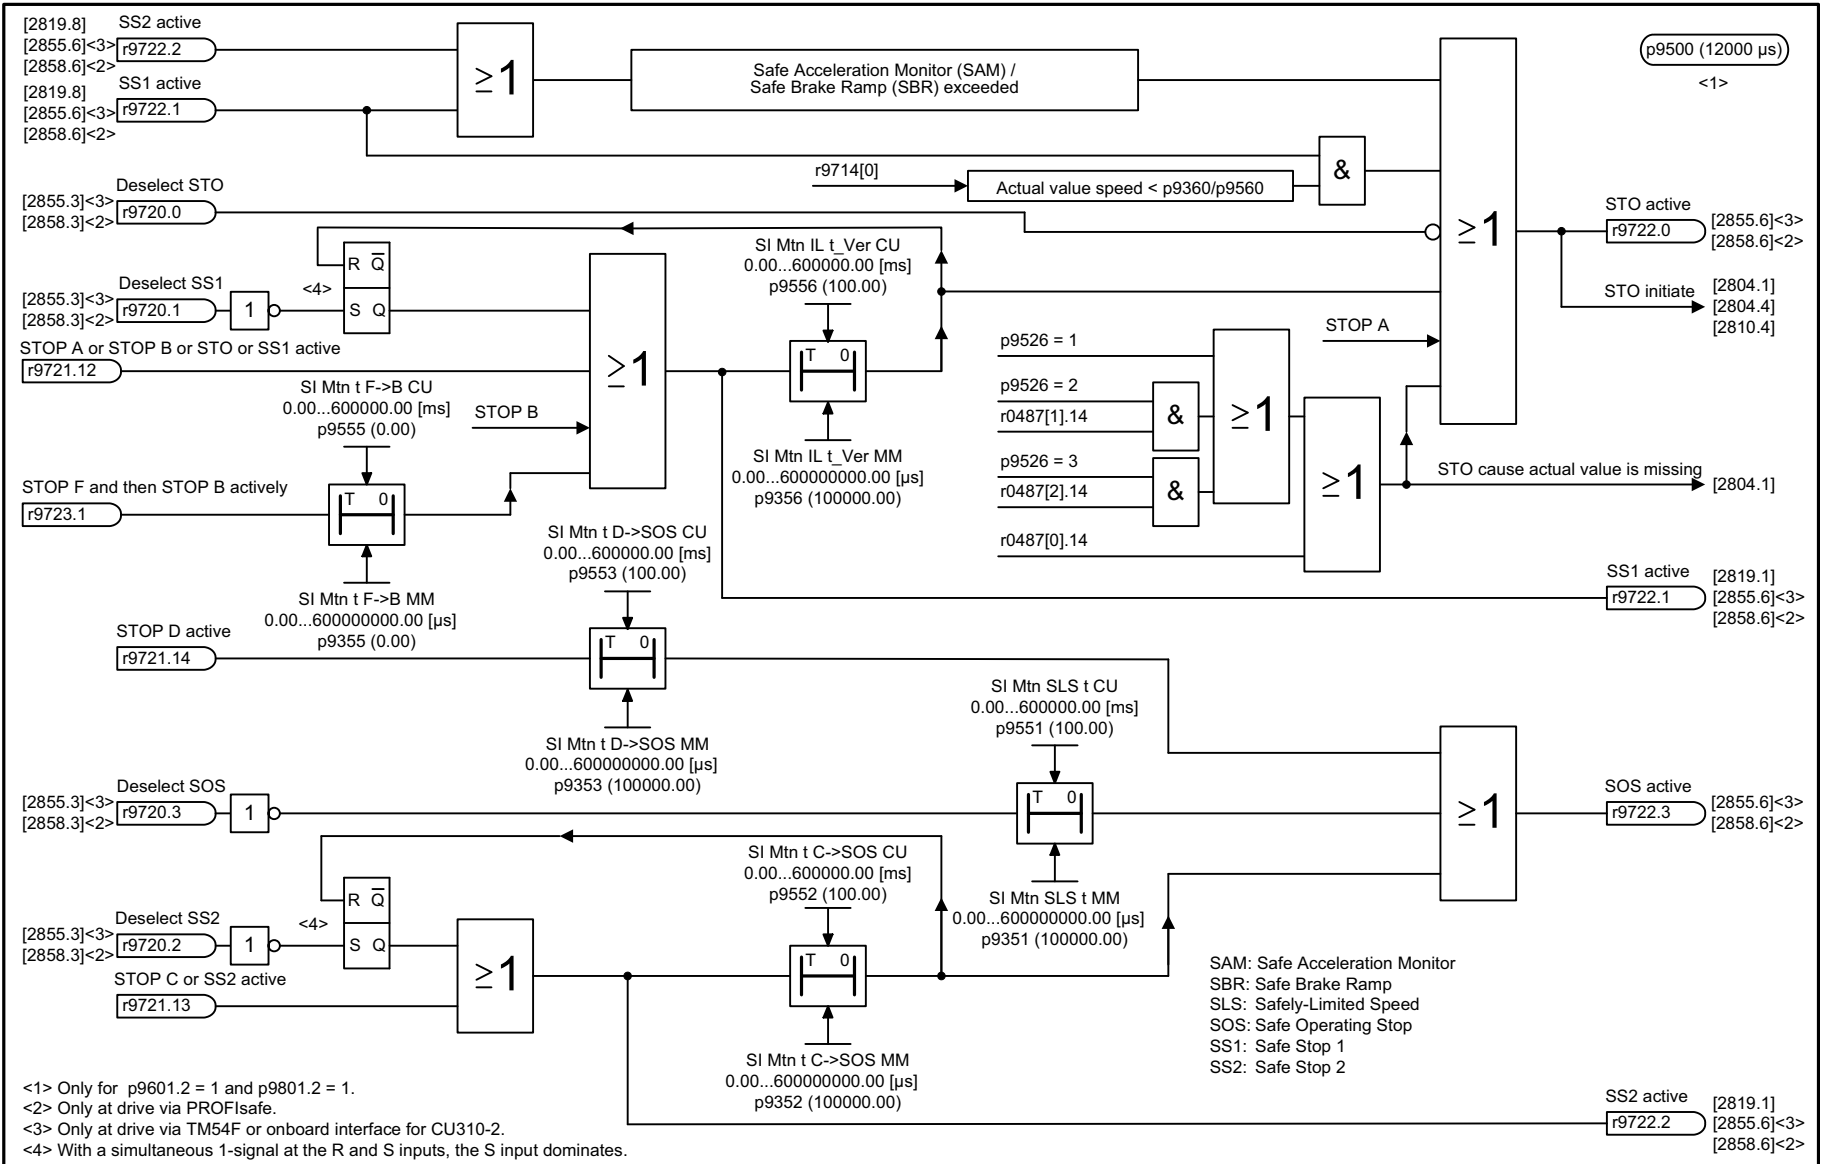 [2819.8]
SS2 active
[2855.6]<3>
r9722.2
[2858.6]<2>
SS1 active
[2819.8]
[2855.6]<3>
r9722.1
[2858.6]<2>
≥1
Safe Acceleration Monitor (SAM) /
Safe Brake Ramp (SBR) exceeded
p9500 (12000 µs)
<1>
r9714[0]
Actual value speed < p9360/p9560
&
Deselect STO
[2855.3]<3>
r9720.0
[2858.3]<2>
≥1
STO active
r9722.0
[2855.6]<3>
[2858.6]<2>
STO initiate
[2804.1]
[2804.4]
[2810.4]
Deselect SS1
[2855.3]<3>
r9720.1
[2858.3]<2>
1
<4>
R Q̅
S Q
STOP A or STOP B or STO or SS1 active
r9721.12
SI Mtn t F->B CU
0.00...600000.00 [ms]
p9555 (0.00)
STOP B
≥1
SI Mtn IL t_Ver CU
0.00...600000.00 [ms]
p9556 (100.00)
T 0
SI Mtn IL t_Ver MM
0.00...600000000.00 [µs]
p9356 (100000.00)
STOP A
p9526 = 1
p9526 = 2
r0487[1].14
&
p9526 = 3
r0487[2].14
&
≥1
r0487[0].14
≥1
STO cause actual value is missing
[2804.1]
STOP F and then STOP B actively
r9723.1
T 0
SI Mtn t F->B MM
0.00...600000000.00 [µs]
p9355 (0.00)
SI Mtn t D->SOS CU
0.00...600000.00 [ms]
p9553 (100.00)
SS1 active
r9722.1
[2819.1]
[2855.6]<3>
[2858.6]<2>
STOP D active
r9721.14
T 0
SI Mtn t D->SOS MM
0.00...600000000.00 [µs]
p9353 (100000.00)
SI Mtn SLS t CU
0.00...600000.00 [ms]
p9551 (100.00)
Deselect SOS
[2855.3]<3>
r9720.3
[2858.3]<2>
1
T 0
SI Mtn SLS t MM
0.00...600000000.00 [µs]
p9351 (100000.00)
≥1
SOS active
r9722.3
[2855.6]<3>
[2858.6]<2>
SI Mtn t C->SOS CU
0.00...600000.00 [ms]
p9552 (100.00)
Deselect SS2
[2855.3]<3>
r9720.2
[2858.3]<2>
1
<4>
R Q̅
S Q
STOP C or SS2 active
r9721.13
≥1
T 0
SI Mtn t C->SOS MM
0.00...600000000.00 [µs]
p9352 (100000.00)
SAM: Safe Acceleration Monitor
SBR: Safe Brake Ramp
SLS: Safely-Limited Speed
SOS: Safe Operating Stop
SS1: Safe Stop 1
SS2: Safe Stop 2
SS2 active
r9722.2
[2819.1]
[2855.6]<3>
[2858.6]<2>
<1> Only for p9601.2 = 1 and p9801.2 = 1.
<2> Only at drive via PROFIsafe.
<3> Only at drive via TM54F or onboard interface for CU310-2.
<4> With a simultaneous 1-signal at the R and S inputs, the S input dominates.